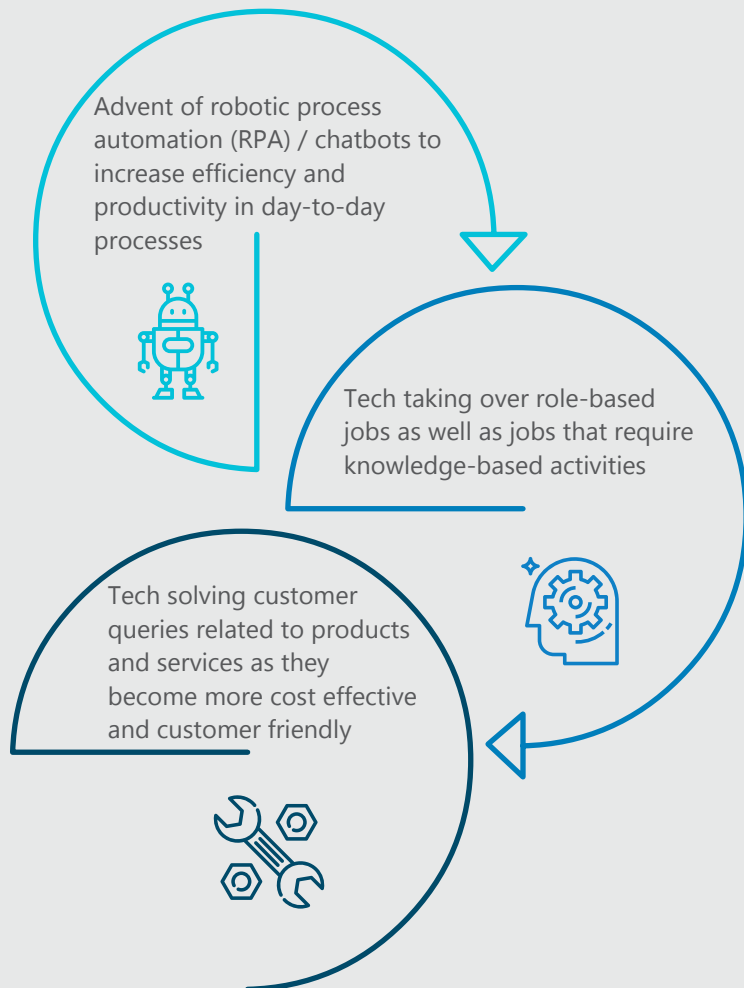 Advent of robotic process
automation (RPA) / chatbots to
increase efficiency and
productivity in day-to-day
processes
Tech taking over role-based
jobs as well as jobs that require
knowledge-based activities
Tech solving customer
queries related to products
and services as they
become more cost effective
and customer friendly